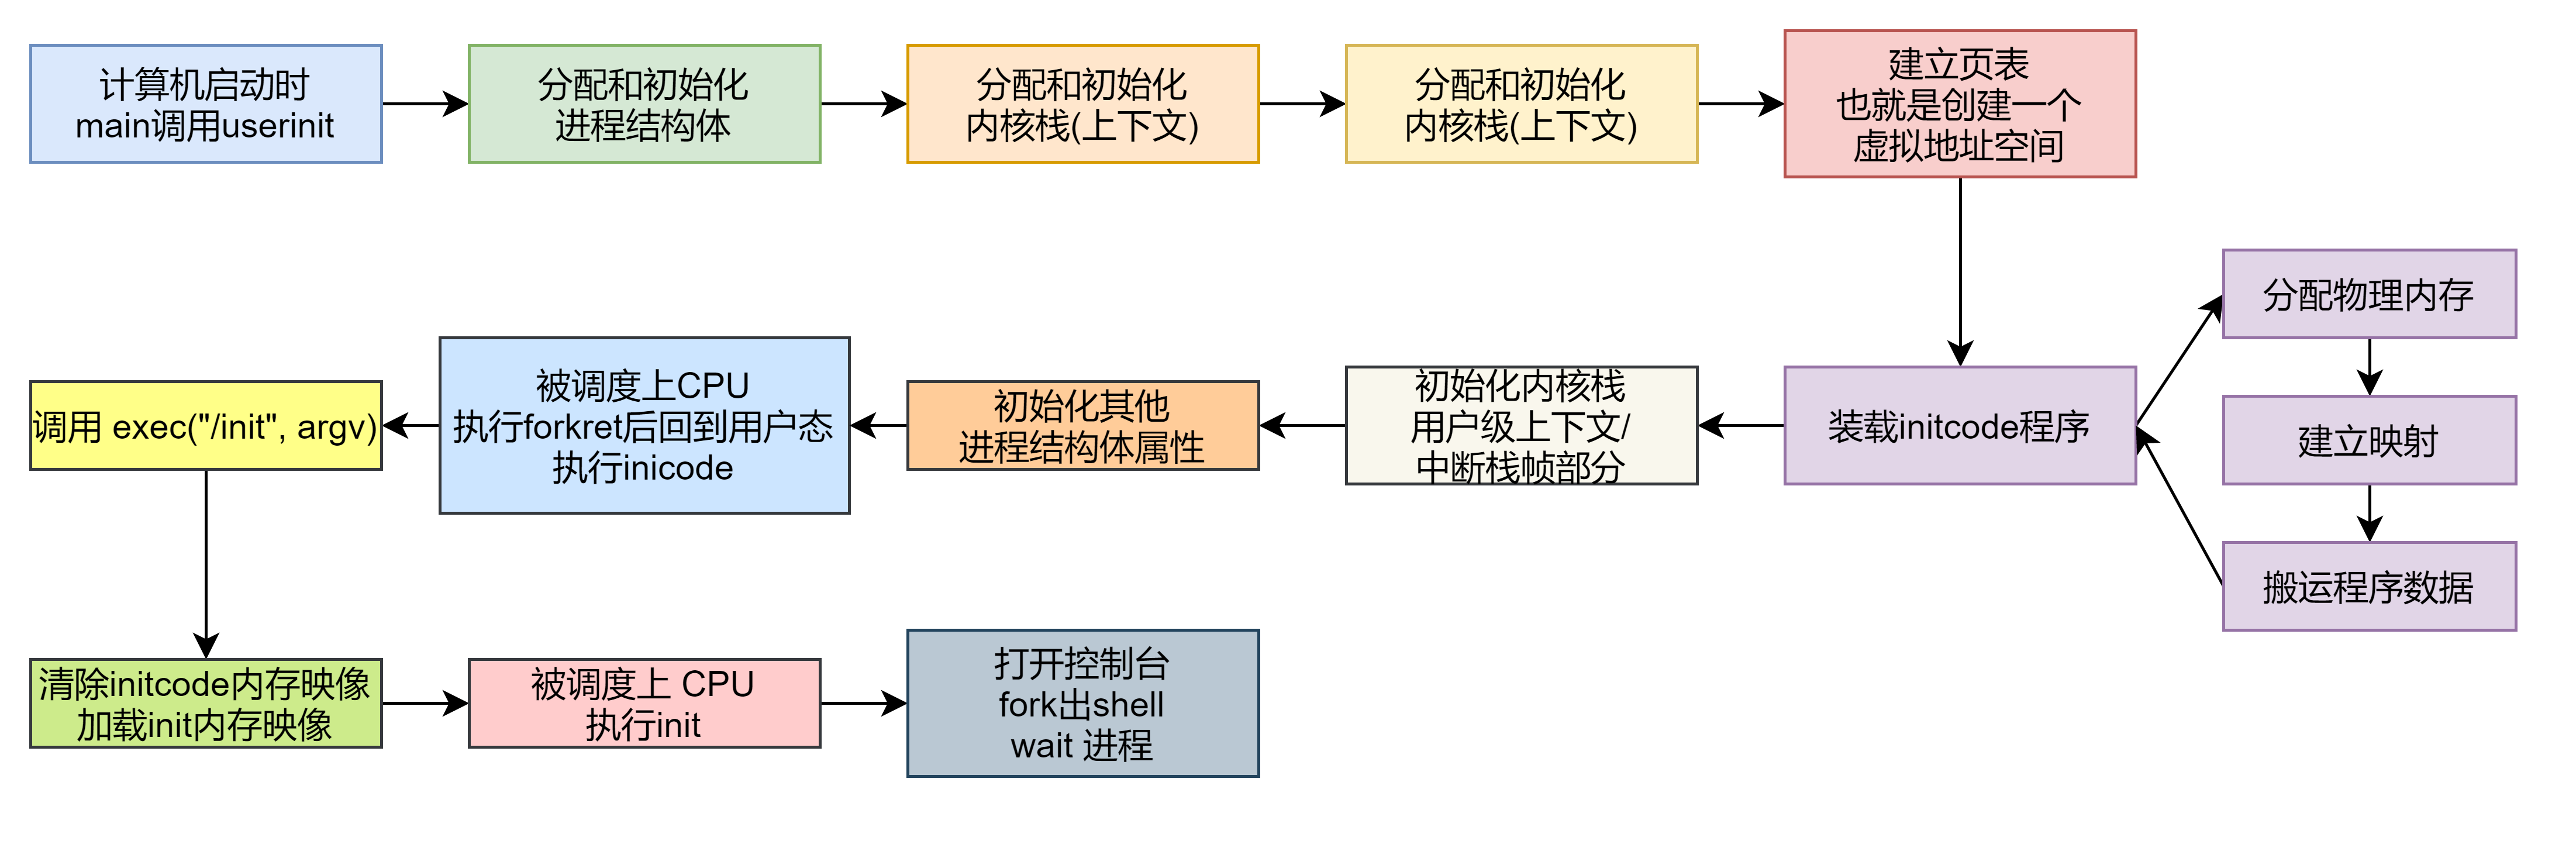 计算机启动时
main调用userinit
分配和初始化
进程结构体
分配和初始化
内核栈(上下文)
分配和初始化
内核栈(上下文)
建立页表
也就是创建一个
虚拟地址空间
分配物理内存
建立映射
搬运程序数据
装载initcode程序
初始化内核栈
用户级上下文/
中断栈帧部分
初始化其他
进程结构体属性
被调度上CPU
执行forkret后回到用户态
执行inicode
调用 exec("/init", argv)
清除initcode内存映像
加载init内存映像
被调度上 CPU
执行init
打开控制台
fork出shell
wait 进程